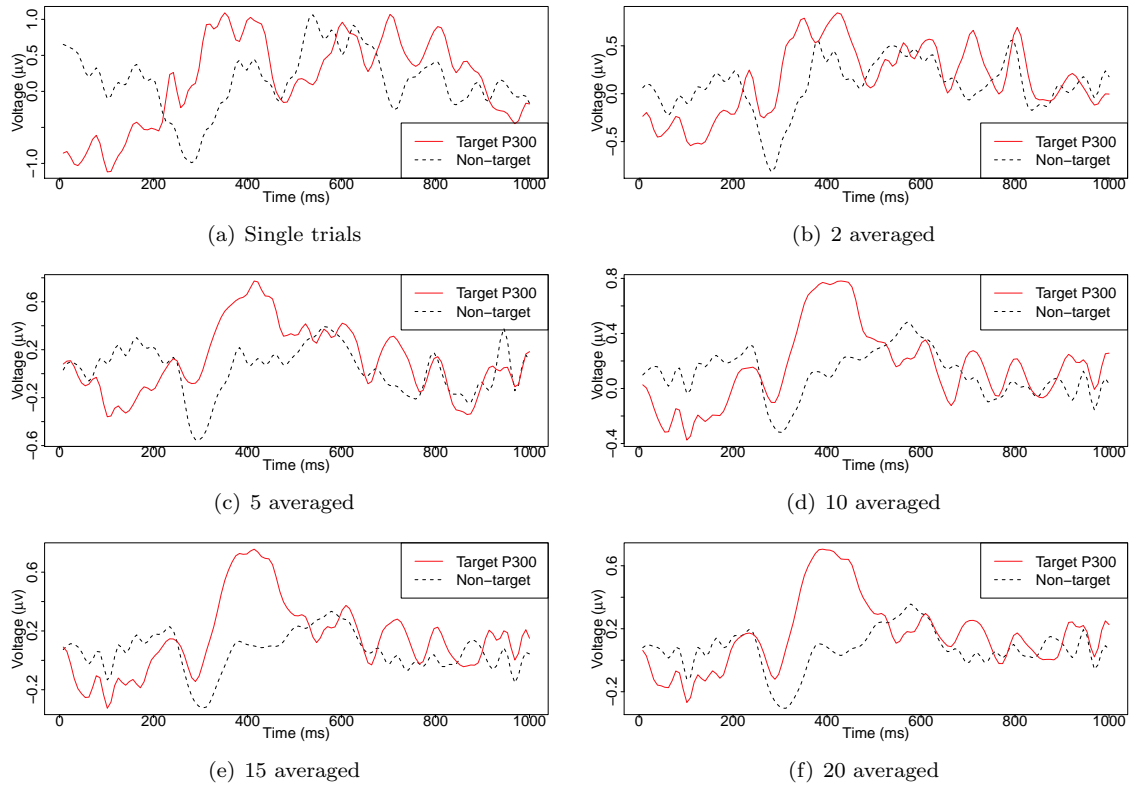 Voltage (μv)
1.0
0.5
0.0
−1.0
Target P300
Non−target
0 200 400 600 800 1000
Time (ms)
(a) Single trials
Voltage (μv)
0.5
0.0
−0.5
Target P300
Non−target
0 200 400 600 800 1000
Time (ms)
(b) 2 averaged
Voltage (μv)
0.6
0.2
−0.2
−0.6
Target P300
Non−target
0 200 400 600 800 1000
Time (ms)
(c) 5 averaged
Voltage (μv)
0.8
0.4
0.0
−0.4
Target P300
Non−target
0 200 400 600 800 1000
Time (ms)
(d) 10 averaged
Voltage (μv)
0.6
0.2
−0.2
Target P300
Non−target
0 200 400 600 800 1000
Time (ms)
(e) 15 averaged
Voltage (μv)
0.6
0.2
−0.2
Target P300
Non−target
0 200 400 600 800 1000
Time (ms)
(f) 20 averaged